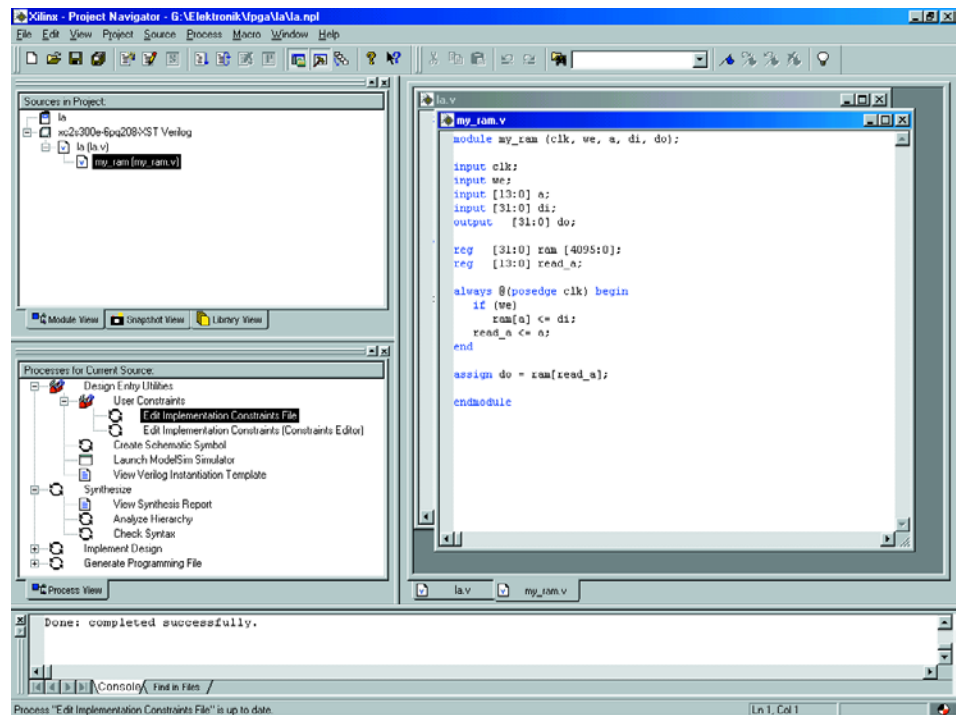 Xilinx - Project Navigator - G:\Elektronik\fpga\la\la.npl
File Edit View Project Source Process Macro Window Help
Sources in Project:
la
xc2s300e-6pq208-XST Verilog
la (la.v)
my_ram (my_ram.v)
Module View Snapshot View Library View
Processes for Current Source:
Design Entry Utilities
User Constraints
Edit Implementation Constraints File
Edit Implementation Constraints (Constraints Editor)
Create Schematic Symbol
Launch ModelSim Simulator
View Verilog Instantiation Template
Synthesize
View Synthesis Report
Analyze Hierarchy
Check Syntax
Implement Design
Generate Programming File
Process View
la.v
my_ram.v
module my_ram (clk, we, a, di, do);
input clk;
input we;
input [13:0] a;
input [31:0] di;
output [31:0] do;
reg [31:0] ram [4095:0];
reg [13:0] read_a;
always @(posedge clk) begin
if (we)
ram[a] <= di;
read_a <= a;
end
assign do = ram[read_a];
endmodule
la.v my_ram.v
Done: completed successfully.
Console Find in Files
Process "Edit Implementation Constraints File" is up to date. Ln 1, Col 1